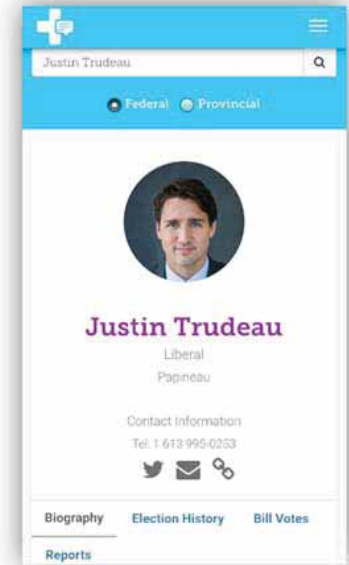 Justin Trudeau
Federal Provincial
Justin Trudeau
Liberal
Papineau
Contact Information
Tel: 1 613-995-0253
Biography Election History Bill Votes
Reports